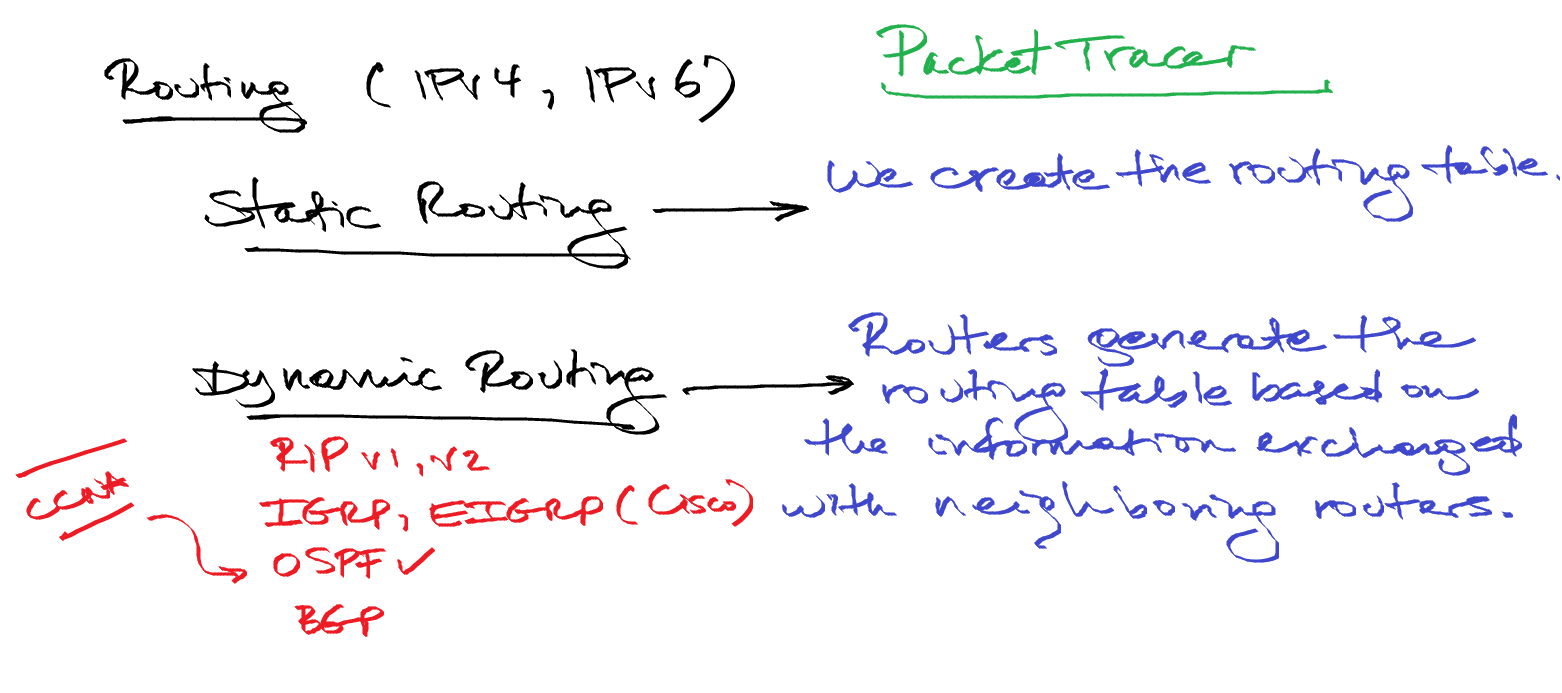 Routing (IPv4, IPv6)
Packet Tracer
Static Routing
We create the routing table.
Dynamic Routing
Routers generate the
routing table based on
the information exchanged
with neighboring routers.
RIP v1, v2
IGRP, EIGRP (Cisco)
CCNA
OSPF ✓
BGP